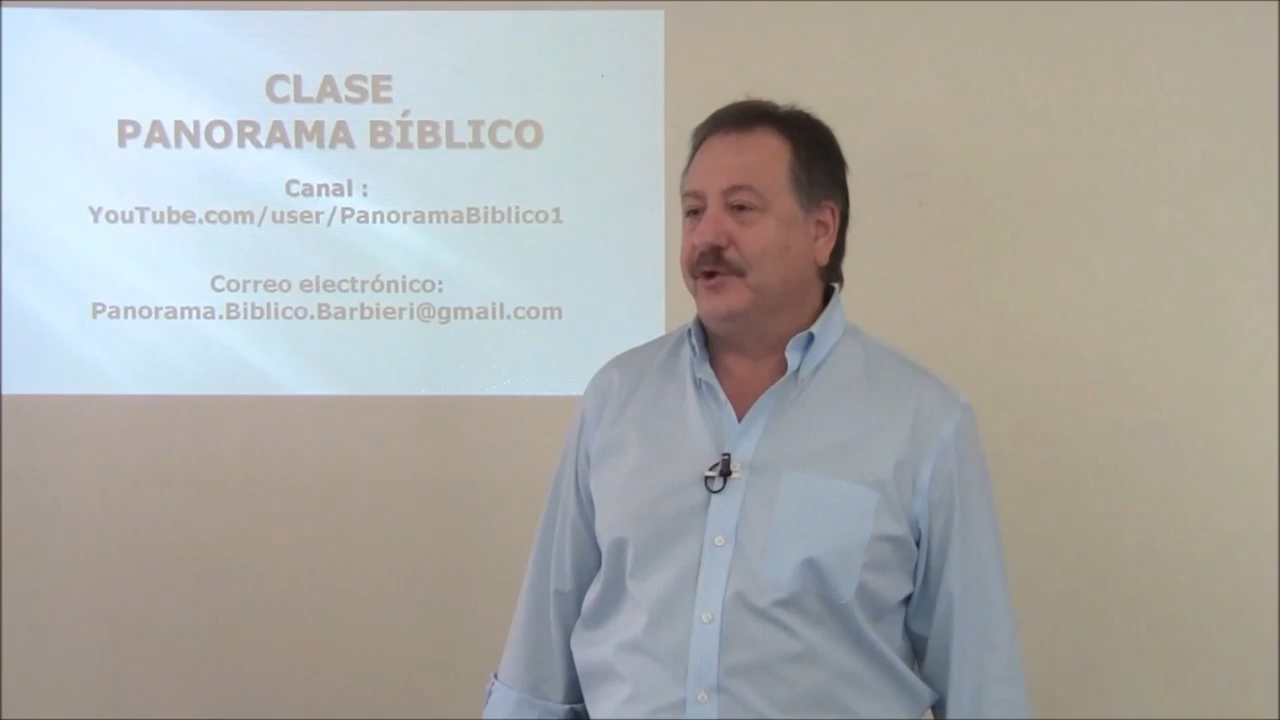 CLASE
PANORAMA BÍBLICO
Canal :
YouTube.com/user/PanoramaBiblico1
Correo electrónico:
Panorama.Biblico.Barbieri@gmail.com